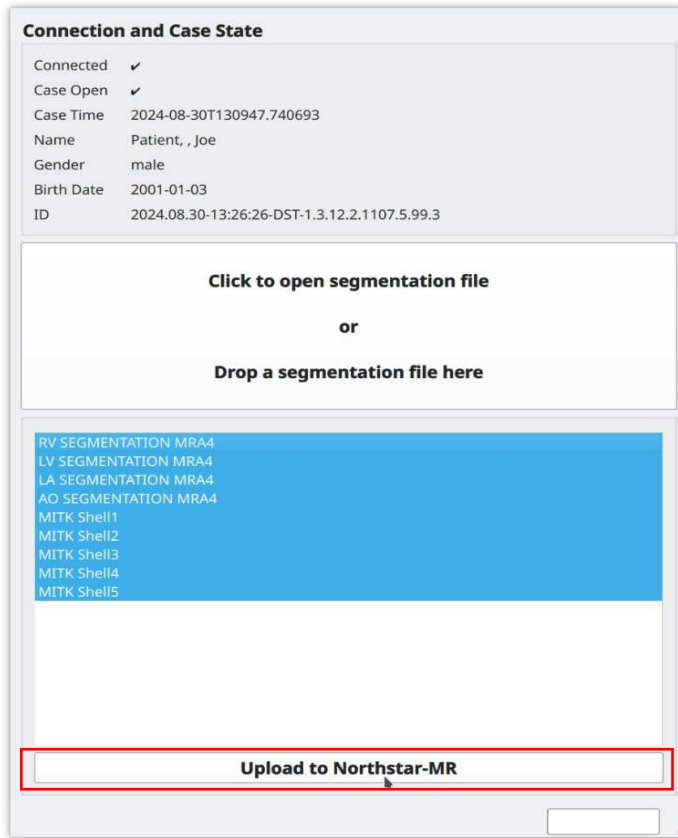 Connection and Case State
Connected ✔
Case Open ✔
Case Time 2024-08-30T130947.740693
Name Patient, , Joe
Gender male
Birth Date 2001-01-03
ID 2024.08.30-13:26:26-DST-1.3.12.2.1107.5.99.3
Click to open segmentation file
or
Drop a segmentation file here
RV SEGMENTATION MRA4
LV SEGMENTATION MRA4
LA SEGMENTATION MRA4
AO SEGMENTATION MRA4
MITK Shell1
MITK Shell2
MITK Shell3
MITK Shell4
MITK Shell5
Upload to Northstar-MR